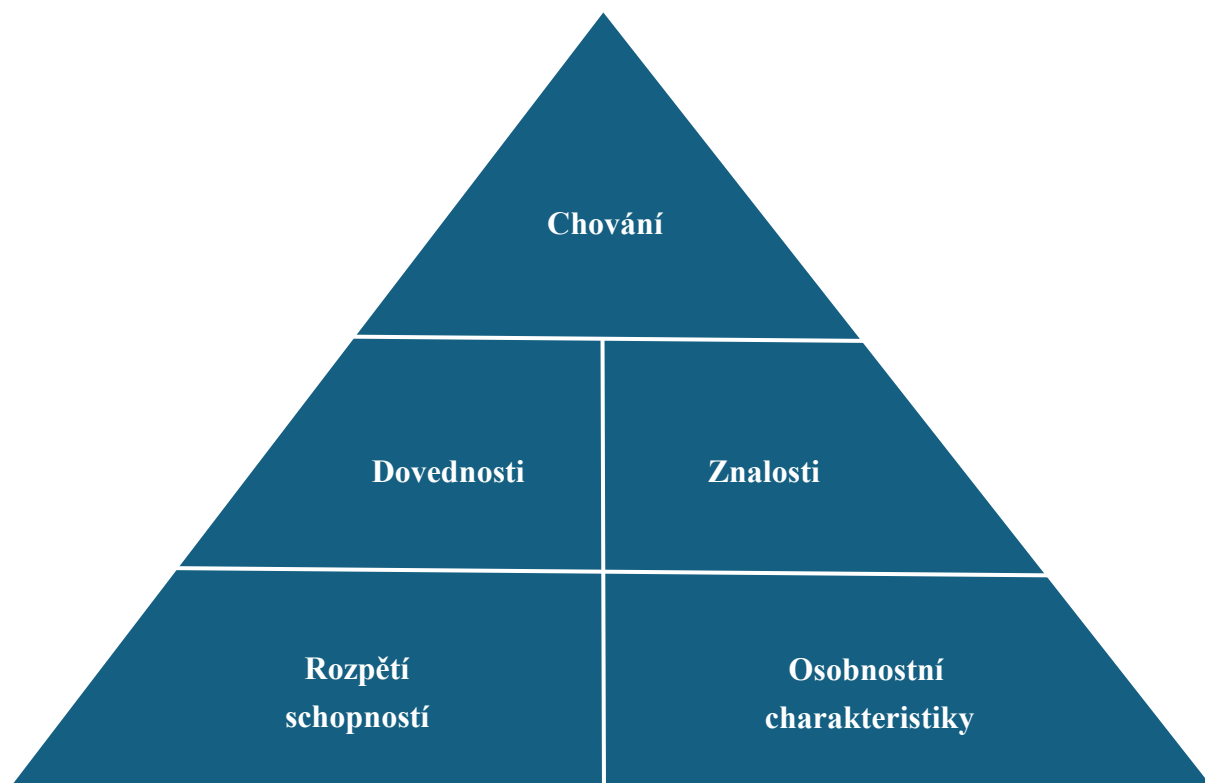 Chování
Dovednosti
Znalosti
Rozpětí
schopností
Osobnostní
charakteristiky